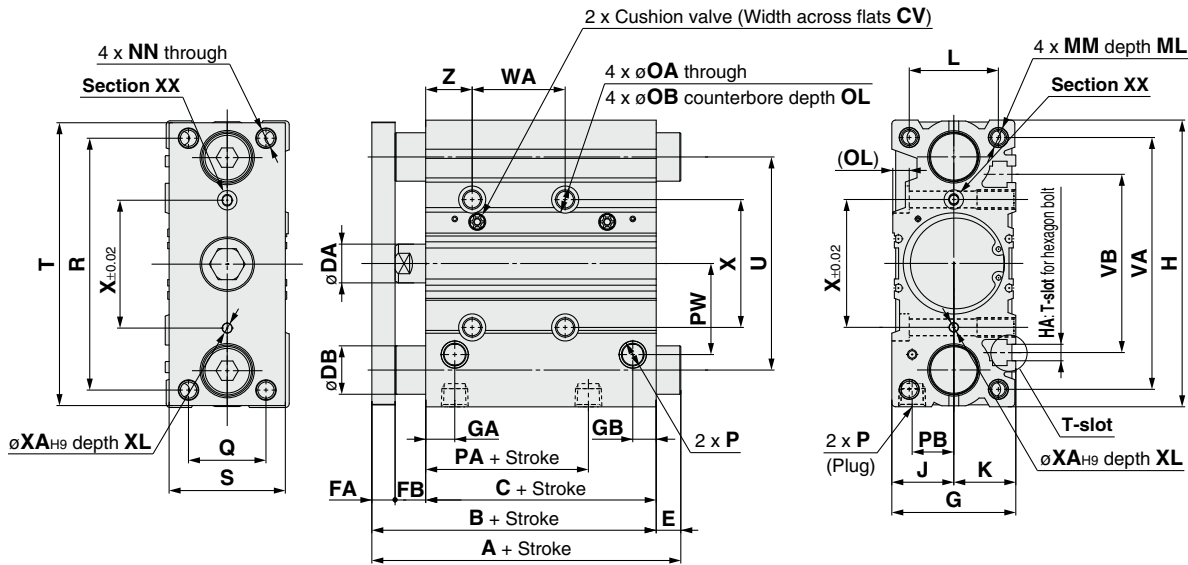 2 x Cushion valve (Width across flats CV)
4 x NN through
Section XX
Z
WA
4 x øOA through
4 x øOB counterbore depth OL
L
4 x MM depth ML
Section XX
(OL)
T
R
X±0.02
øDA
øDB
PW
X
U
X±0.02
HA: T-slot for hexagon bolt
VB
VA
H
øXAH9 depth XL
Q
S
GA
GB
PA + Stroke
2 x P
FA
FB
C + Stroke
B + Stroke
E
A + Stroke
2 x P
(Plug)
PB
J
K
G
T-slot
øXAH9 depth XL